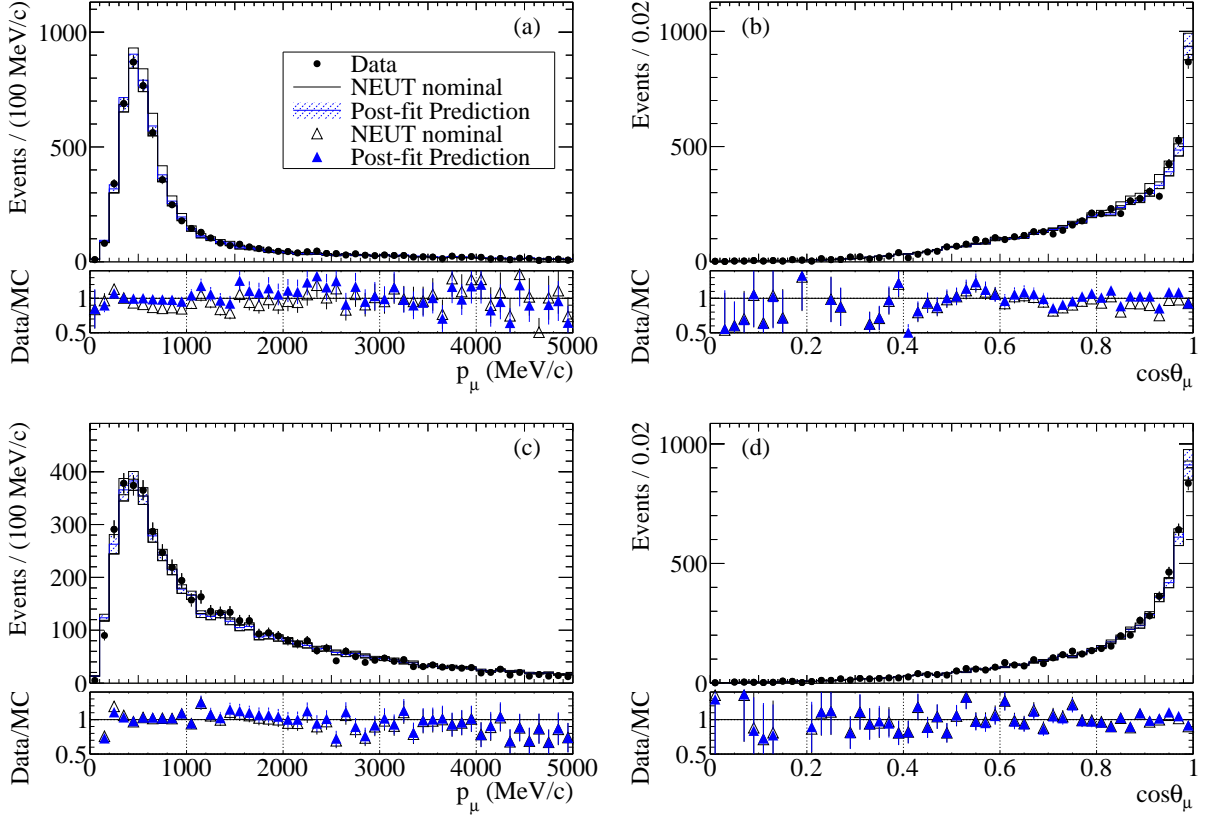 (a)
Events / (100 MeV/c)
1000
500
0
Data
NEUT nominal
Post-fit Prediction
NEUT nominal
Post-fit Prediction
Data/MC
1
0.5
0 1000 2000 3000 4000 5000
p_μ (MeV/c)
(b)
Events / 0.02
1000
500
0
Data/MC
1
0.5
0 0.2 0.4 0.6 0.8 1
cosθ_μ
(c)
Events / (100 MeV/c)
400
300
200
100
0
Data/MC
1
0.5
0 1000 2000 3000 4000 5000
p_μ (MeV/c)
(d)
Events / 0.02
1000
500
0
Data/MC
1
0.5
0 0.2 0.4 0.6 0.8 1
cosθ_μ